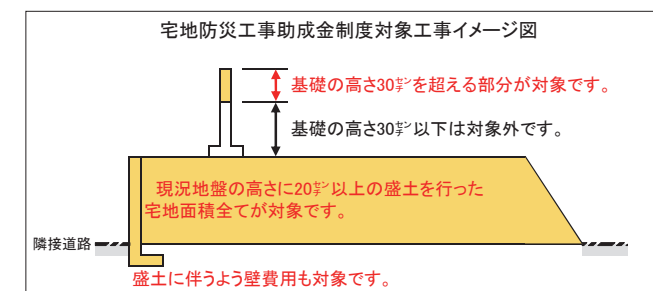 宅地防災工事助成金制度対象工事イメージ図
基礎の高さ30㌢を超える部分が対象です。
基礎の高さ30㌢以下は対象外です。
現況地盤の高さに20㌢以上の盛土を行った
宅地面積全てが対象です。
隣接道路
盛土に伴うよう壁費用も対象です。